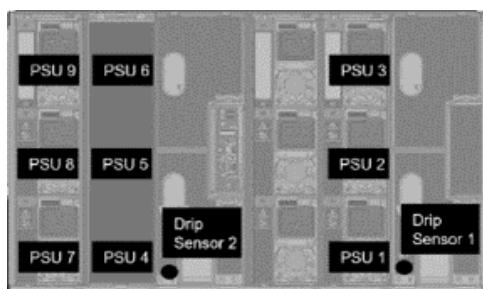 PSU 9
PSU 6
PSU 3
PSU 8
PSU 5
PSU 2
Drip
Sensor 2
Drip
Sensor 1
PSU 7
PSU 4
PSU 1